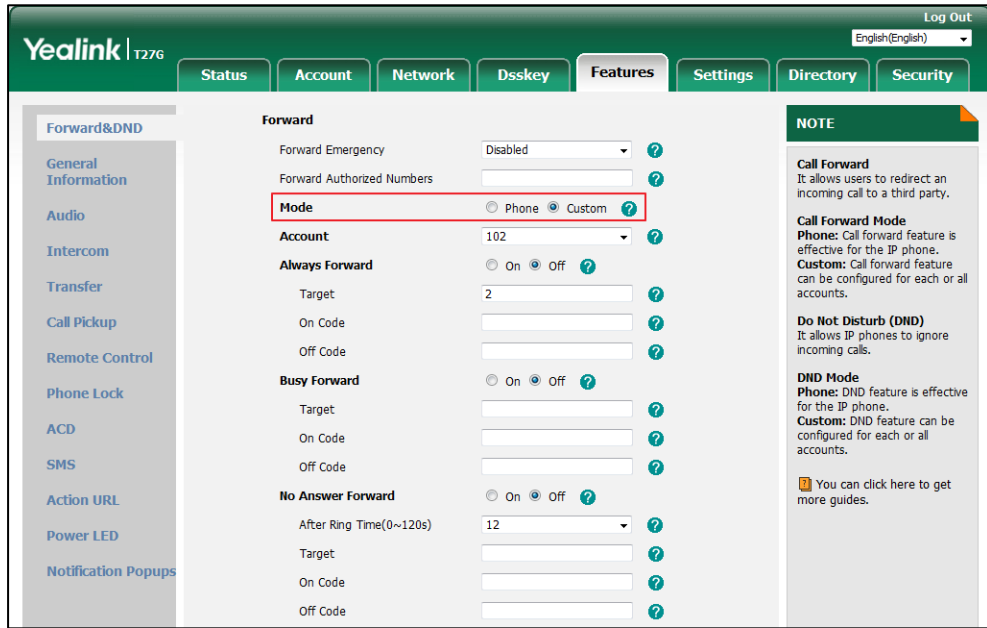 Log Out
Yealink T27G
English(English)
Status Account Network Dsskey Features Settings Directory Security
Forward&DND
General
Information
Audio
Intercom
Transfer
Call Pickup
Remote Control
Phone Lock
ACD
SMS
Action URL
Power LED
Notification Popups
Forward
Forward Emergency Disabled ?
Forward Authorized Numbers ?
Mode Phone Custom ?
Account 102 ?
Always Forward On Off ?
Target 2 ?
On Code ?
Off Code ?
Busy Forward On Off ?
Target ?
On Code ?
Off Code ?
No Answer Forward On Off ?
After Ring Time(0~120s) 12 ?
Target ?
On Code ?
Off Code ?
NOTE
Call Forward
It allows users to redirect an
incoming call to a third party.
Call Forward Mode
Phone: Call forward feature is
effective for the IP phone.
Custom: Call forward feature
can be configured for each or all
accounts.
Do Not Disturb (DND)
It allows IP phones to ignore
incoming calls.
DND Mode
Phone: DND feature is effective
for the IP phone.
Custom: DND feature can be
configured for each or all
accounts.
? You can click here to get
more guides.